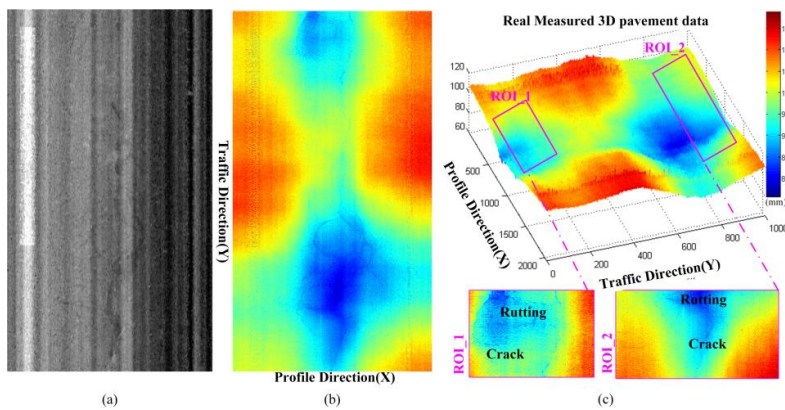 Real Measured 3D pavement data
ROI_2
ROI_1
120
100
80
60
500
1000
1500
2000
0
200
400
600
800
1000
(mm)
Profile Direction(X)
Traffic Direction(Y)
...
Traffic Direction(Y)
Profile Direction(X)
ROI_1
Rutting
Crack
ROI_2
Rutting
Crack
(a)
(b)
(c)